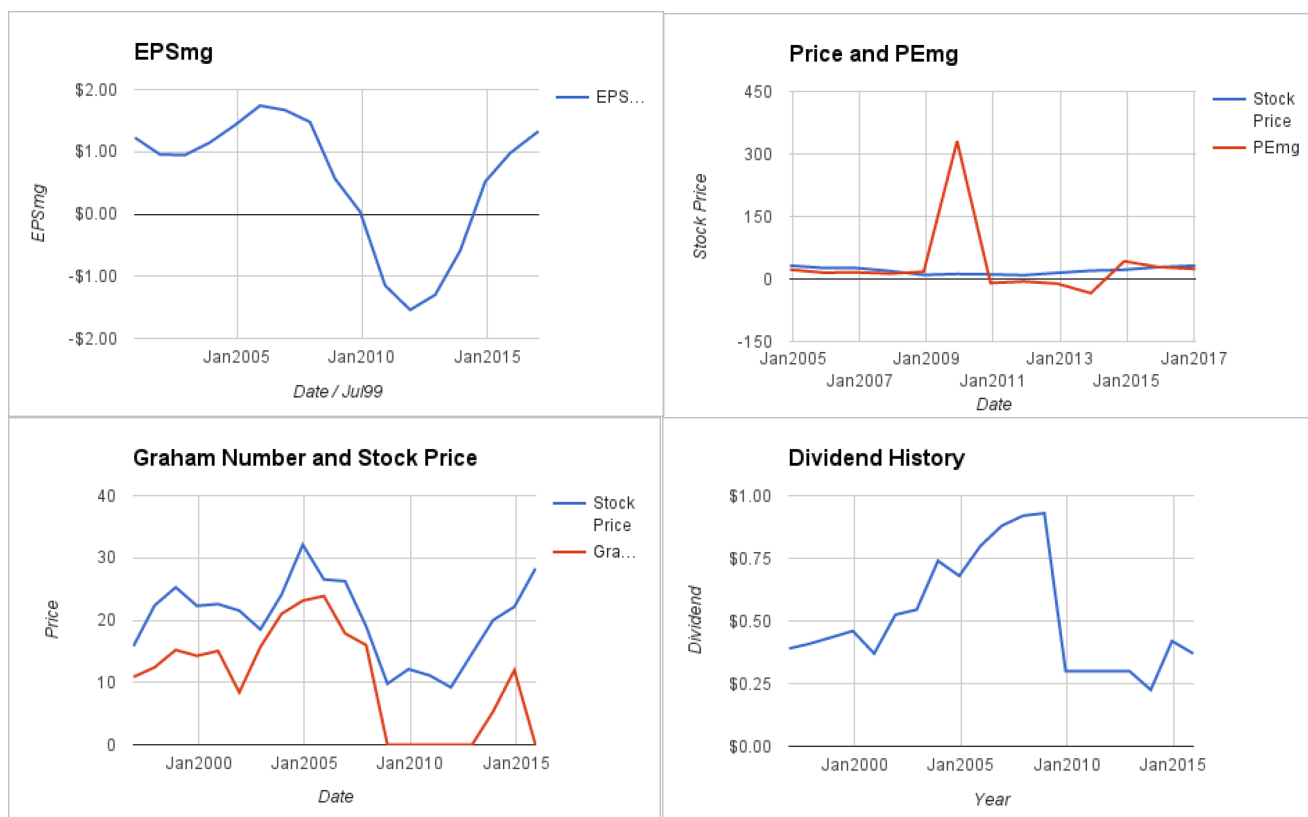 EPSmg
$2.00
$1.00
$0.00
-$1.00
-$2.00
EPSmg
Jan2005
Jan2010
Jan2015
Date / Jul99
EPS…
Price and PEmg
450
300
150
0
-150
Stock Price
Jan2005
Jan2009
Jan2013
Jan2017
Jan2007
Jan2011
Jan2015
Date
Stock
Price
PEmg
Graham Number and Stock Price
40
30
20
10
0
Price
Jan2000
Jan2005
Jan2010
Jan2015
Date
Stock
Price
Gra…
Dividend History
$1.00
$0.75
$0.50
$0.25
$0.00
Dividend
Jan2000
Jan2005
Jan2010
Jan2015
Year